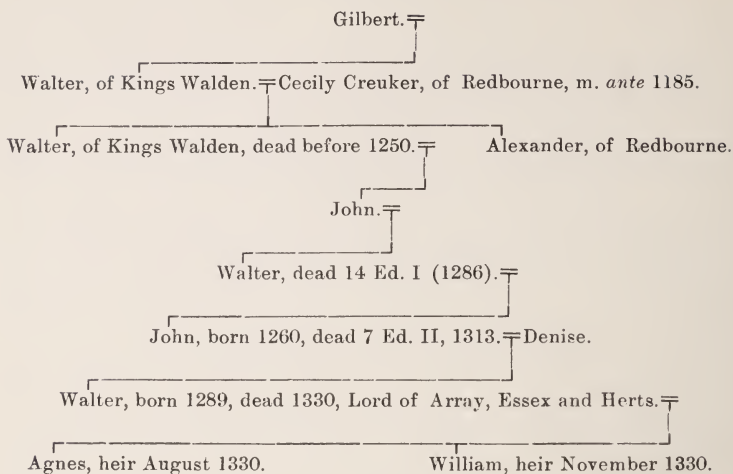 Gilbert.
Walter, of Kings Walden. Cecily Creuker, of Redbourne, m. ante 1185.
Walter, of Kings Walden, dead before 1250. Alexander, of Redbourne.
John.
Walter, dead 14 Ed. I (1286).
John, born 1260, dead 7 Ed. II, 1313. Denise.
Walter, born 1289, dead 1330, Lord of Array, Essex and Herts.
Agnes, heir August 1330. William, heir November 1330.